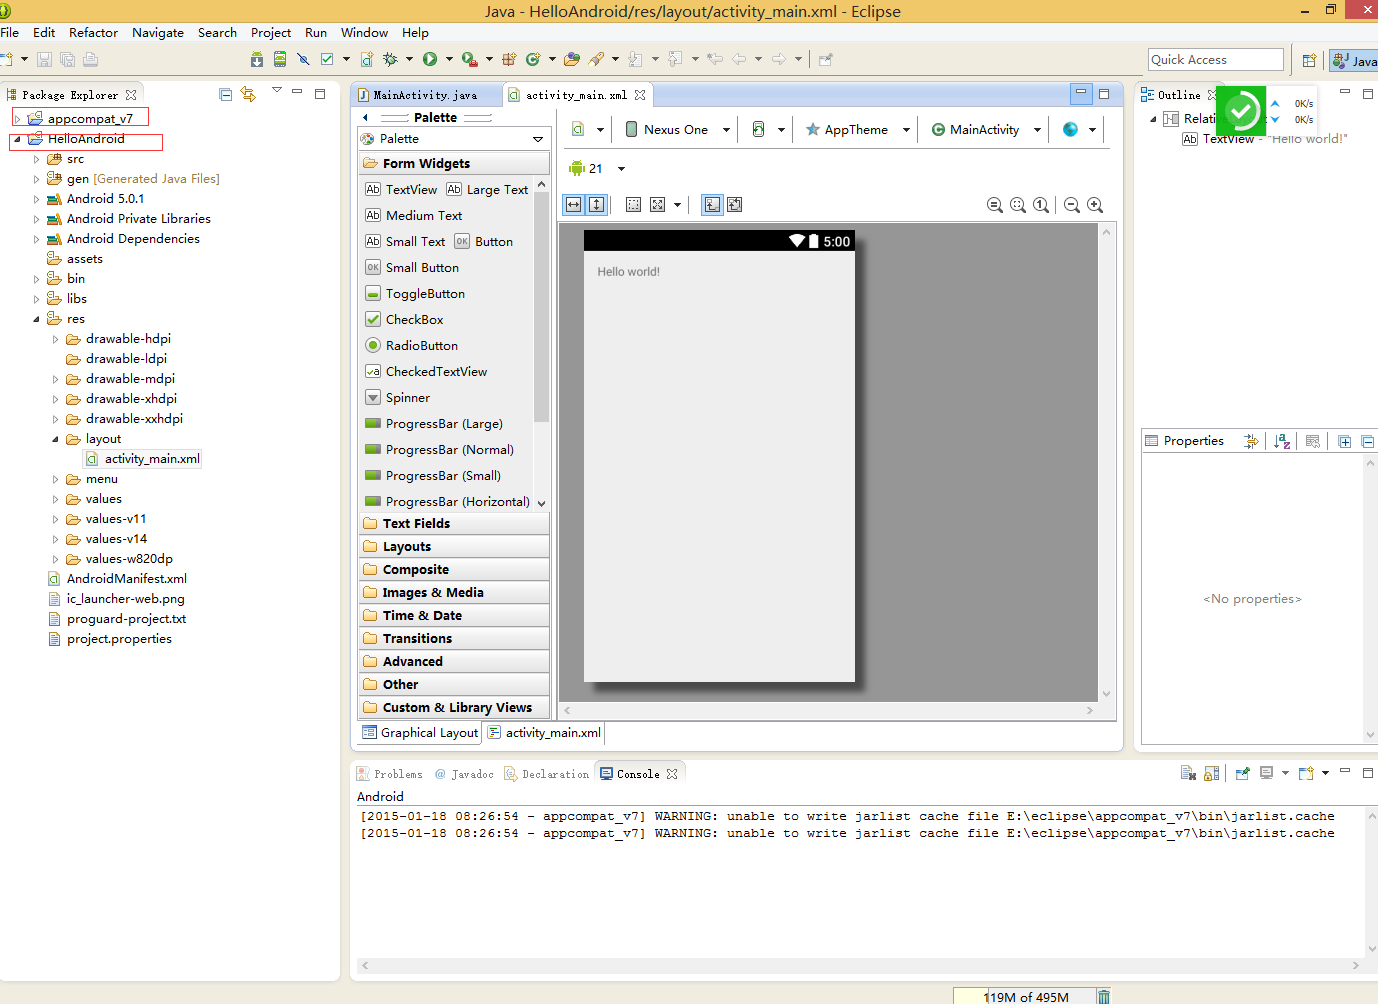 Java - HelloAndroid/res/layout/activity_main.xml - Eclipse
File Edit Refactor Navigate Search Project Run Window Help
Quick Access
Java
Package Explorer
appcompat_v7
HelloAndroid
src
gen [Generated Java Files]
Android 5.0.1
Android Private Libraries
Android Dependencies
assets
bin
libs
res
drawable-hdpi
drawable-ldpi
drawable-mdpi
drawable-xhdpi
drawable-xxhdpi
layout
activity_main.xml
menu
values
values-v11
values-v14
values-w820dp
AndroidManifest.xml
ic_launcher-web.png
proguard-project.txt
project.properties
MainActivity.java
activity_main.xml
Palette
Palette
Form Widgets
Ab TextView Ab Large Text
Ab Medium Text
Ab Small Text OK Button
OK Small Button
ToggleButton
CheckBox
RadioButton
CheckedTextView
Spinner
ProgressBar (Large)
ProgressBar (Normal)
ProgressBar (Small)
ProgressBar (Horizontal)
Text Fields
Layouts
Composite
Images & Media
Time & Date
Transitions
Advanced
Other
Custom & Library Views
Nexus One
AppTheme
MainActivity
21
5:00
Hello world!
Graphical Layout
activity_main.xml
Outline
0K/s
0K/s
Relati
Ab TextView - "Hello world!"
Properties
<No properties>
Problems
@ Javadoc
Declaration
Console
Android
[2015-01-18 08:26:54 - appcompat_v7] WARNING: unable to write jarlist cache file E:\eclipse\appcompat_v7\bin\jarlist.cache
[2015-01-18 08:26:54 - appcompat_v7] WARNING: unable to write jarlist cache file E:\eclipse\appcompat_v7\bin\jarlist.cache
119M of 495M